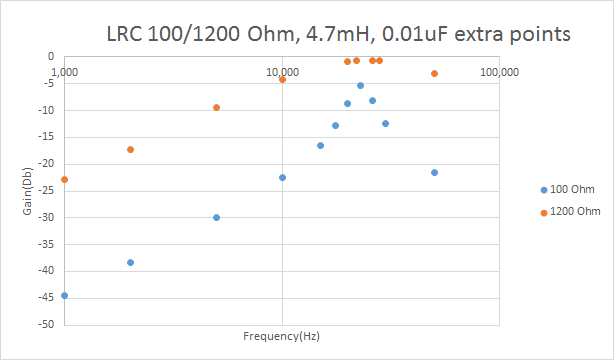 LRC 100/1200 Ohm, 4.7mH, 0.01uF extra points
0
1,000 10,000 100,000
-5
-10
-15
-20
-25
-30
-35
-40
-45
-50
Gain(Db)
Frequency(Hz)
100 Ohm
1200 Ohm